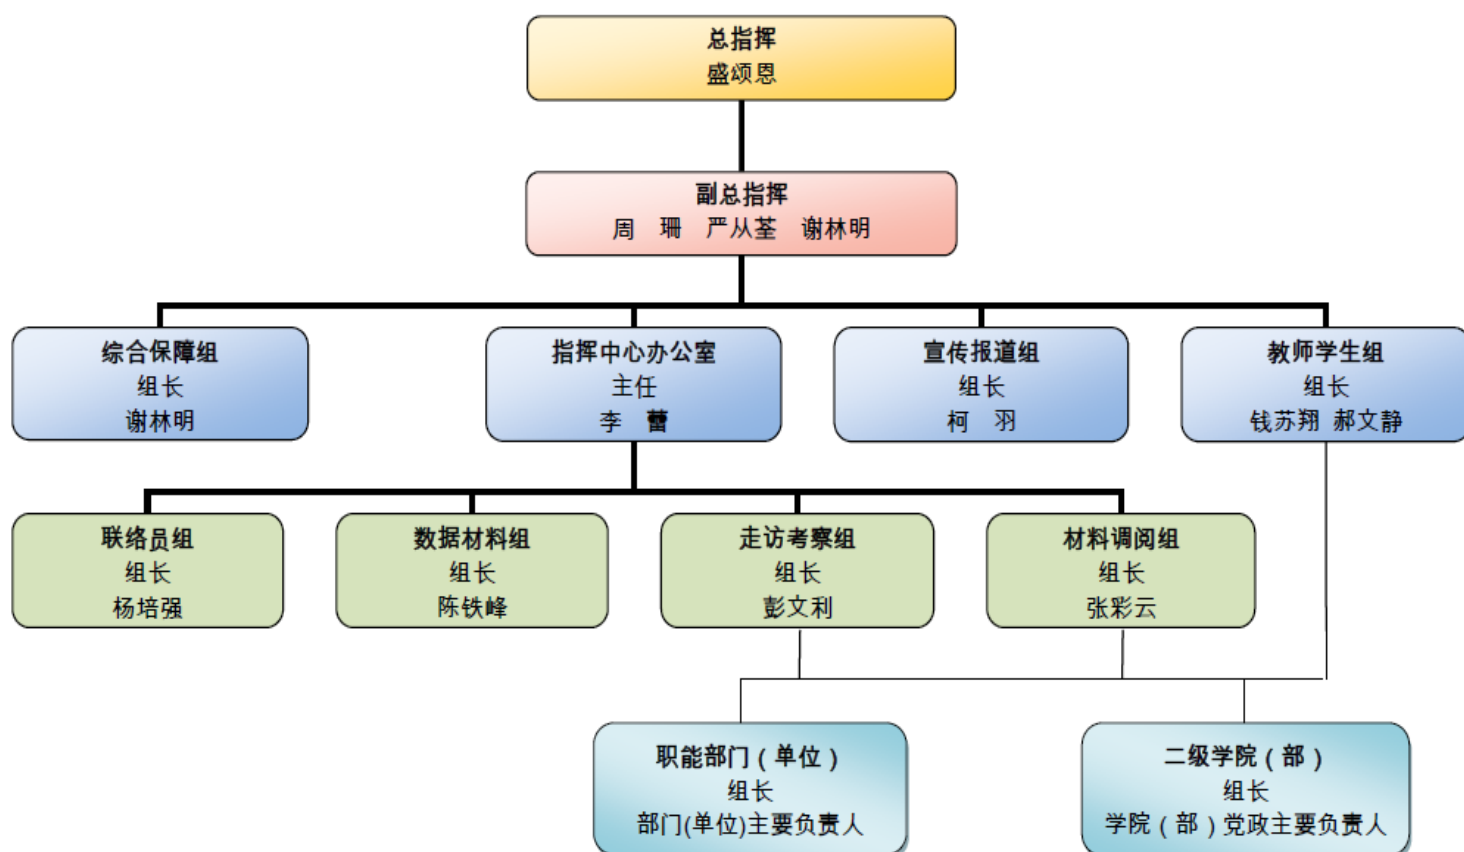 总指挥
盛颂恩
副总指挥
周　珊　严从荃　谢林明
综合保障组
组长
谢林明
指挥中心办公室
主任
李　蕾
宣传报道组
组长
柯　羽
教师学生组
组长
钱苏翔 郝文静
联络员组
组长
杨培强
数据材料组
组长
陈铁峰
走访考察组
组长
彭文利
材料调阅组
组长
张彩云
职能部门（单位）
组长
部门(单位)主要负责人
二级学院（部）
组长
学院（部）党政主要负责人